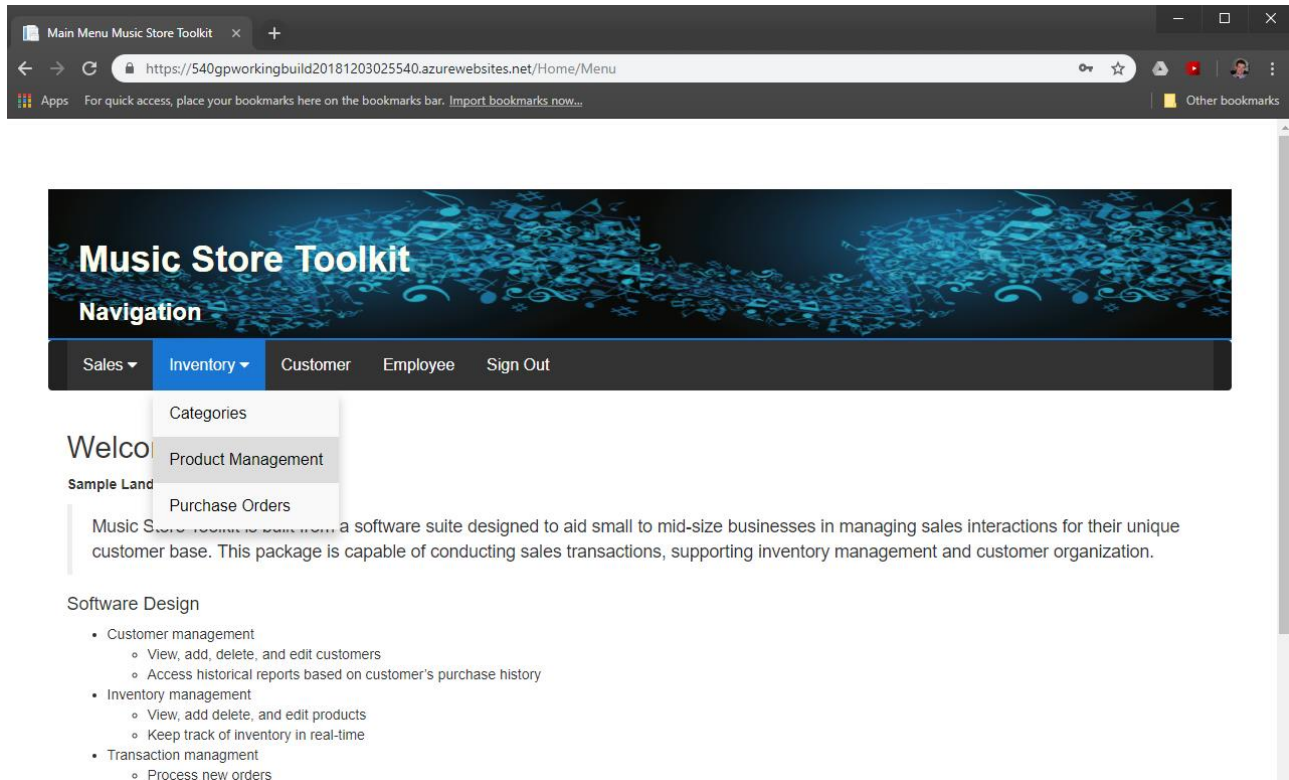 Main Menu Music Store Toolkit
https://540gpworkingbuild20181203025540.azurewebsites.net/Home/Menu
Apps For quick access, place your bookmarks here on the bookmarks bar. Import bookmarks now... Other bookmarks
Music Store Toolkit
Navigation
Sales Inventory Customer Employee Sign Out
Categories
Product Management
Purchase Orders
Sample Land
Music Store Toolkit is built from a software suite designed to aid small to mid-size businesses in managing sales interactions for their unique
customer base. This package is capable of conducting sales transactions, supporting inventory management and customer organization.
Software Design
Customer management
View, add, delete, and edit customers
Access historical reports based on customer's purchase history
Inventory management
View, add delete, and edit products
Keep track of inventory in real-time
Transaction managment
Process new orders